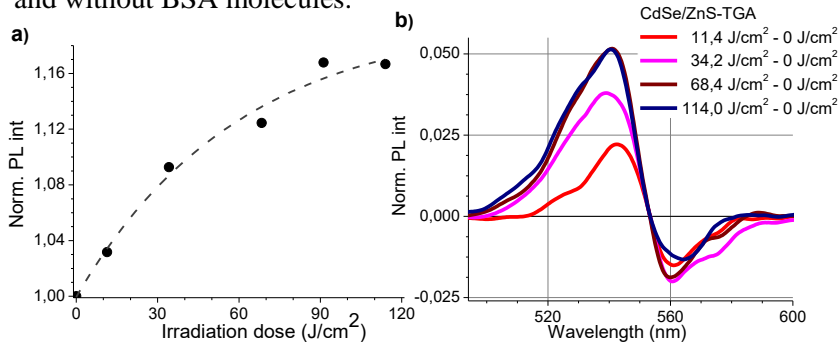 and without BSA molecules.
a)
1,16
1,12
1,08
1,04
1,00
Norm. PL int
0 30 60 90 120
Irradiation dose (J/cm²)
b)
CdSe/ZnS-TGA
11,4 J/cm² - 0 J/cm²
34,2 J/cm² - 0 J/cm²
68,4 J/cm² - 0 J/cm²
114,0 J/cm² - 0 J/cm²
0,050
0,025
0,000
-0,025
Norm. PL int
520 560 600
Wavelength (nm)